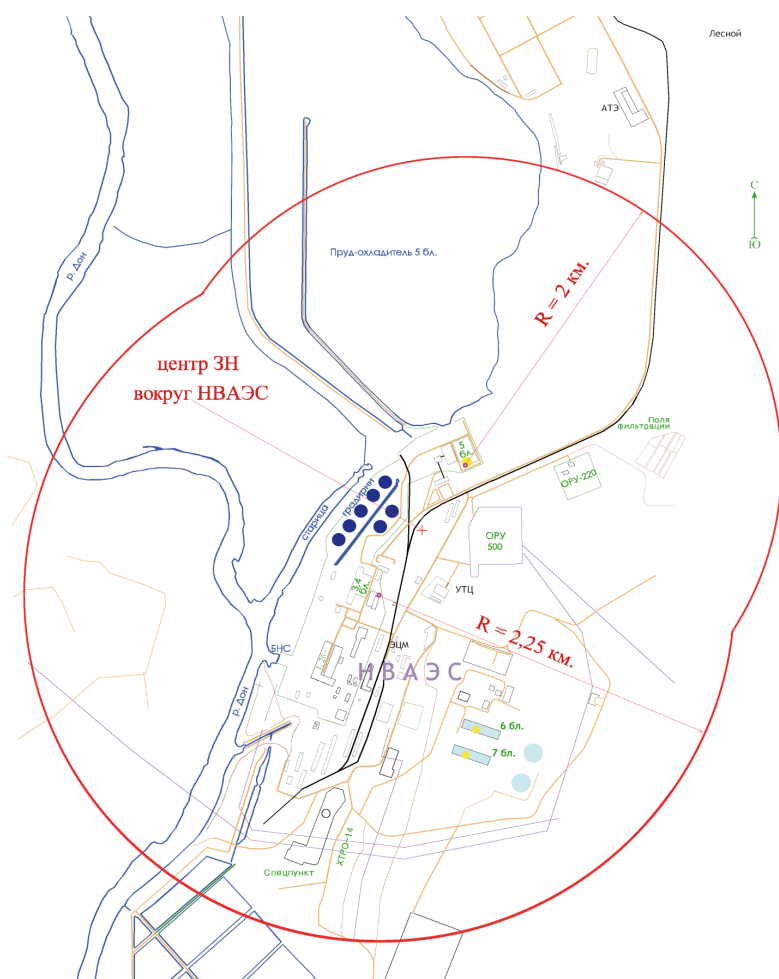 Лесной
АТЭ
С
Ю
р. Дон
Пруд-охладитель 5 бл.
R = 2 км.
центр ЗН
вокруг НВАЭС
Поля
фильтрации
5
бл.
ОРУ-220
градирни
старица
ОРУ
500
3,4
бл.
УТЦ
R = 2,25 км.
БНС
ЭЦМ
НВАЭС
р. Дон
6 бл.
7 бл.
ХТРО-14
Спецпункт